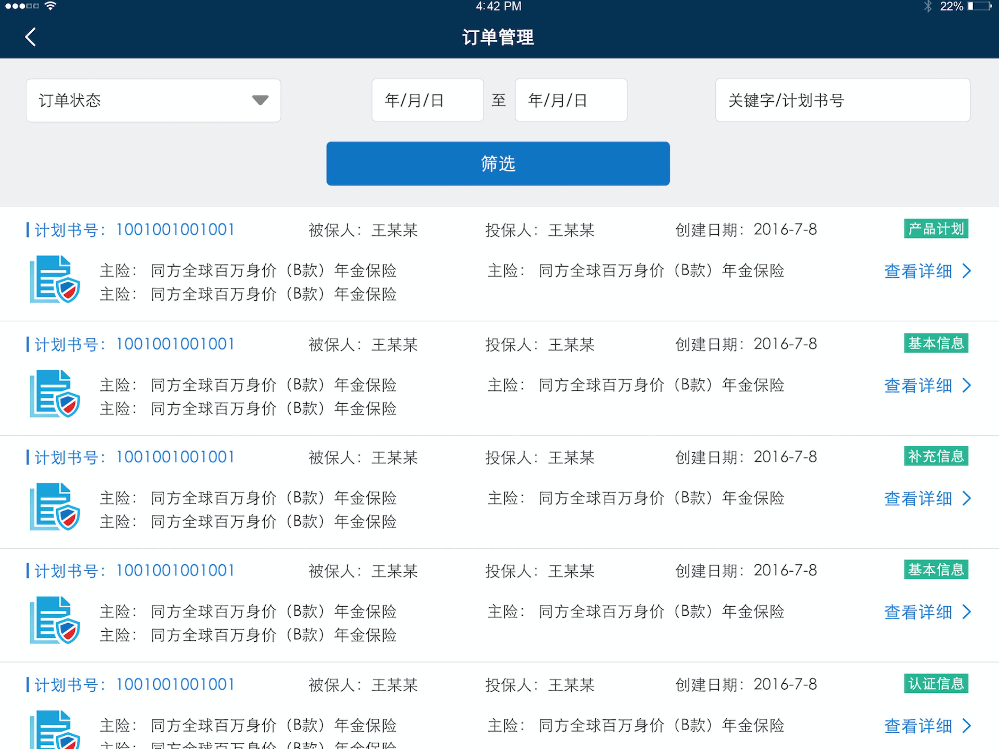 4:42 PM 22%
订单管理
订单状态 年/月/日 至 年/月/日 关键字/计划书号
筛选
计划书号：1001001001001 被保人：王某某 投保人：王某某 创建日期：2016-7-8 产品计划
主险：同方全球百万身价（B款）年金保险 主险：同方全球百万身价（B款）年金保险 查看详细
主险：同方全球百万身价（B款）年金保险
计划书号：1001001001001 被保人：王某某 投保人：王某某 创建日期：2016-7-8 基本信息
主险：同方全球百万身价（B款）年金保险 主险：同方全球百万身价（B款）年金保险 查看详细
主险：同方全球百万身价（B款）年金保险
计划书号：1001001001001 被保人：王某某 投保人：王某某 创建日期：2016-7-8 补充信息
主险：同方全球百万身价（B款）年金保险 主险：同方全球百万身价（B款）年金保险 查看详细
主险：同方全球百万身价（B款）年金保险
计划书号：1001001001001 被保人：王某某 投保人：王某某 创建日期：2016-7-8 基本信息
主险：同方全球百万身价（B款）年金保险 主险：同方全球百万身价（B款）年金保险 查看详细
主险：同方全球百万身价（B款）年金保险
计划书号：1001001001001 被保人：王某某 投保人：王某某 创建日期：2016-7-8 认证信息
主险：同方全球百万身价（B款）年金保险 主险：同方全球百万身价（B款）年金保险 查看详细
主险：同方全球百万身价（B款）年金保险